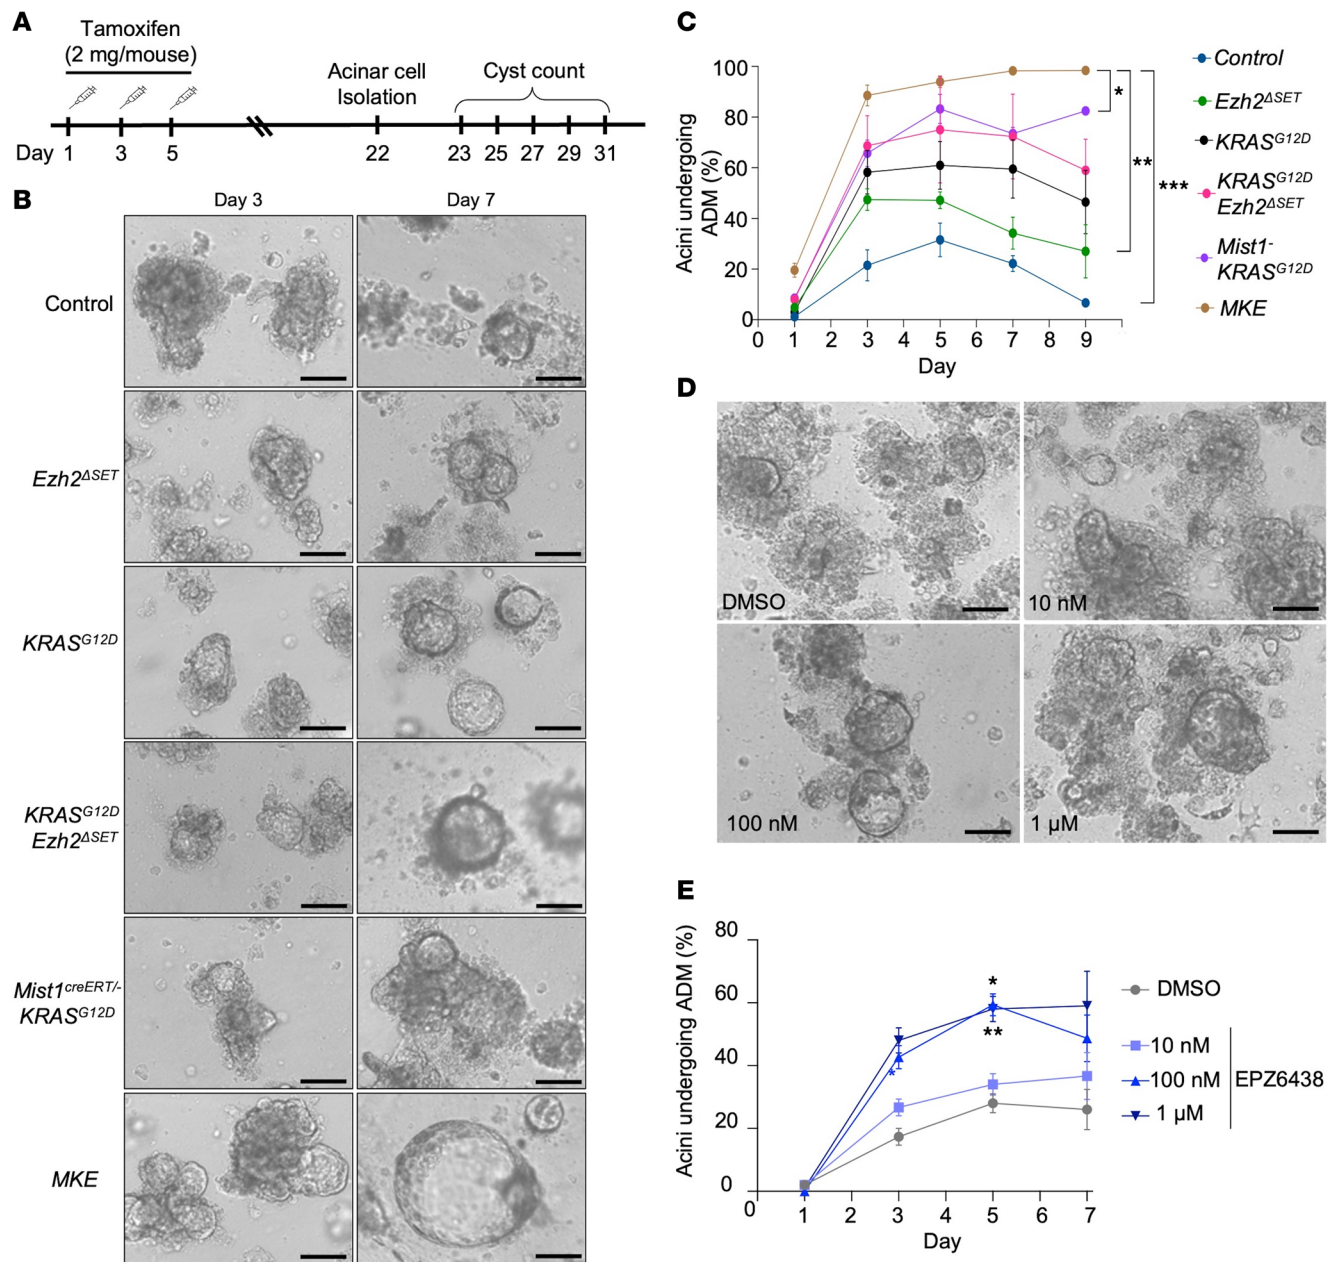 A
Tamoxifen
(2 mg/mouse)
Acinar cell
Isolation
Cyst count
Day 1 3 5 22 23 25 27 29 31
B
Day 3 Day 7
Control
Ezh2ΔSET
KRASG12D
KRASG12D
Ezh2ΔSET
Mist1creERT/-
KRASG12D
MKE
C
Acini undergoing
ADM (%)
100
80
60
40
20
0
0 1 2 3 4 5 6 7 8 9
Day
*
**
***
Control
Ezh2ΔSET
KRASG12D
KRASG12D
Ezh2ΔSET
Mist1-
KRASG12D
MKE
D
DMSO
10 nM
100 nM
1 µM
E
Acini undergoing ADM (%)
80
60
40
20
0
0 1 2 3 4 5 6 7
Day
*
**
*
DMSO
10 nM
100 nM
1 µM
EPZ6438